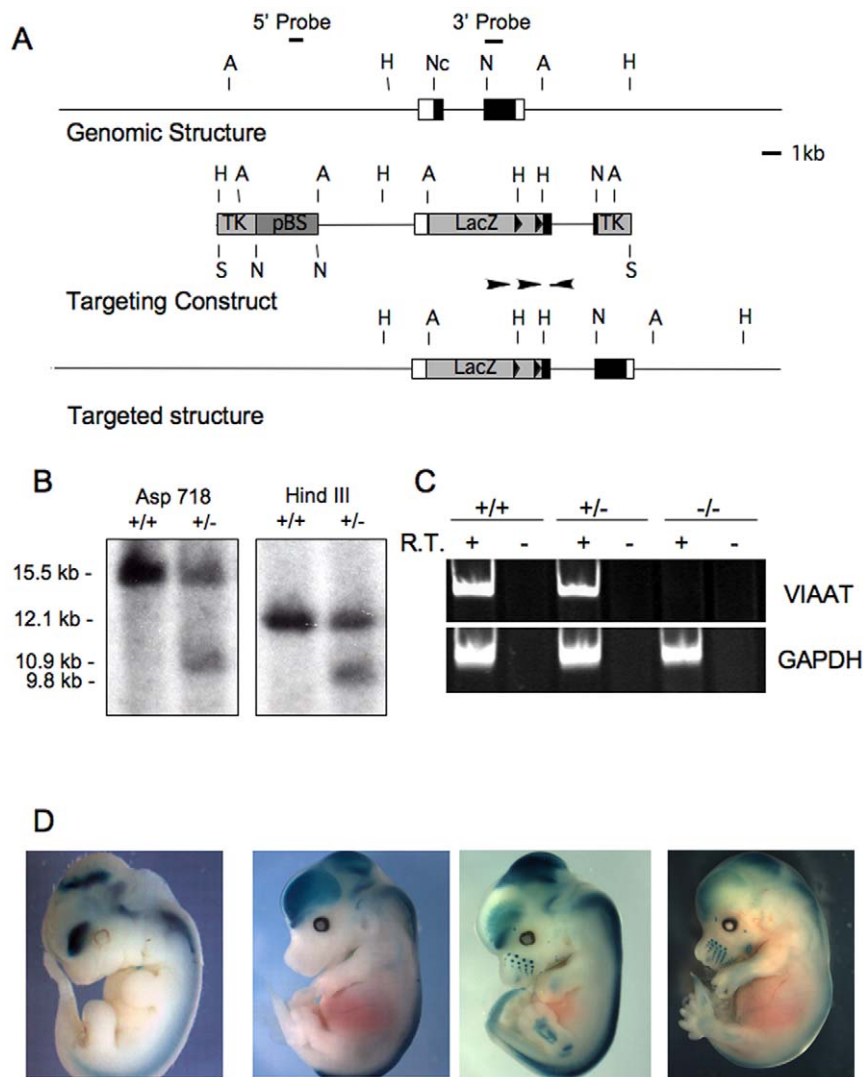 A
5' Probe 3' Probe
A H Nc N A H
Genomic Structure
1kb
H A A H A H H N A
TK pBS LacZ TK
S N N S
Targeting Construct
H A H H N A H
LacZ
Targeted structure
B
Asp 718 Hind III
+/+ +/- +/+ +/-
15.5 kb -
12.1 kb -
10.9 kb -
9.8 kb -
C
+/+ +/- -/-
R.T. + - + - + -
VIAAT
GAPDH
D